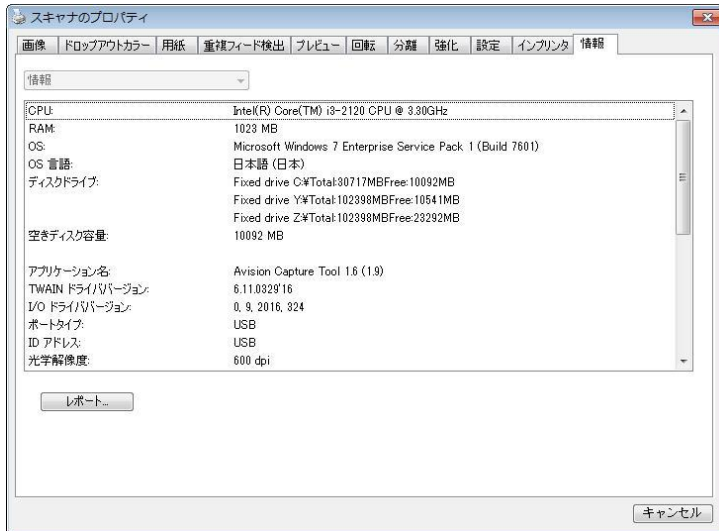 スキャナのプロパティ
画像 ドロップアウトカラー 用紙 重複フィード検出 プレビュー 回転 分離 強化 設定 インプリンタ 情報
情報
CPU: Intel(R) Core(TM) i3-2120 CPU @ 3.30GHz
RAM: 1023 MB
OS: Microsoft Windows 7 Enterprise Service Pack 1 (Build 7601)
OS 言語: 日本語 (日本)
ディスクドライブ: Fixed drive C:¥Total:30717MBFree:10092MB
Fixed drive Y:¥Total:102398MBFree:10541MB
Fixed drive Z:¥Total:102398MBFree:23292MB
空きディスク容量: 10092 MB
アプリケーション名: Avision Capture Tool 1.6 (1.9)
TWAIN ドライババージョン: 6.11.0329'16
I/O ドライババージョン: 0, 9, 2016, 324
ポートタイプ: USB
ID アドレス: USB
光学解像度: 600 dpi
レポート...
キャンセル